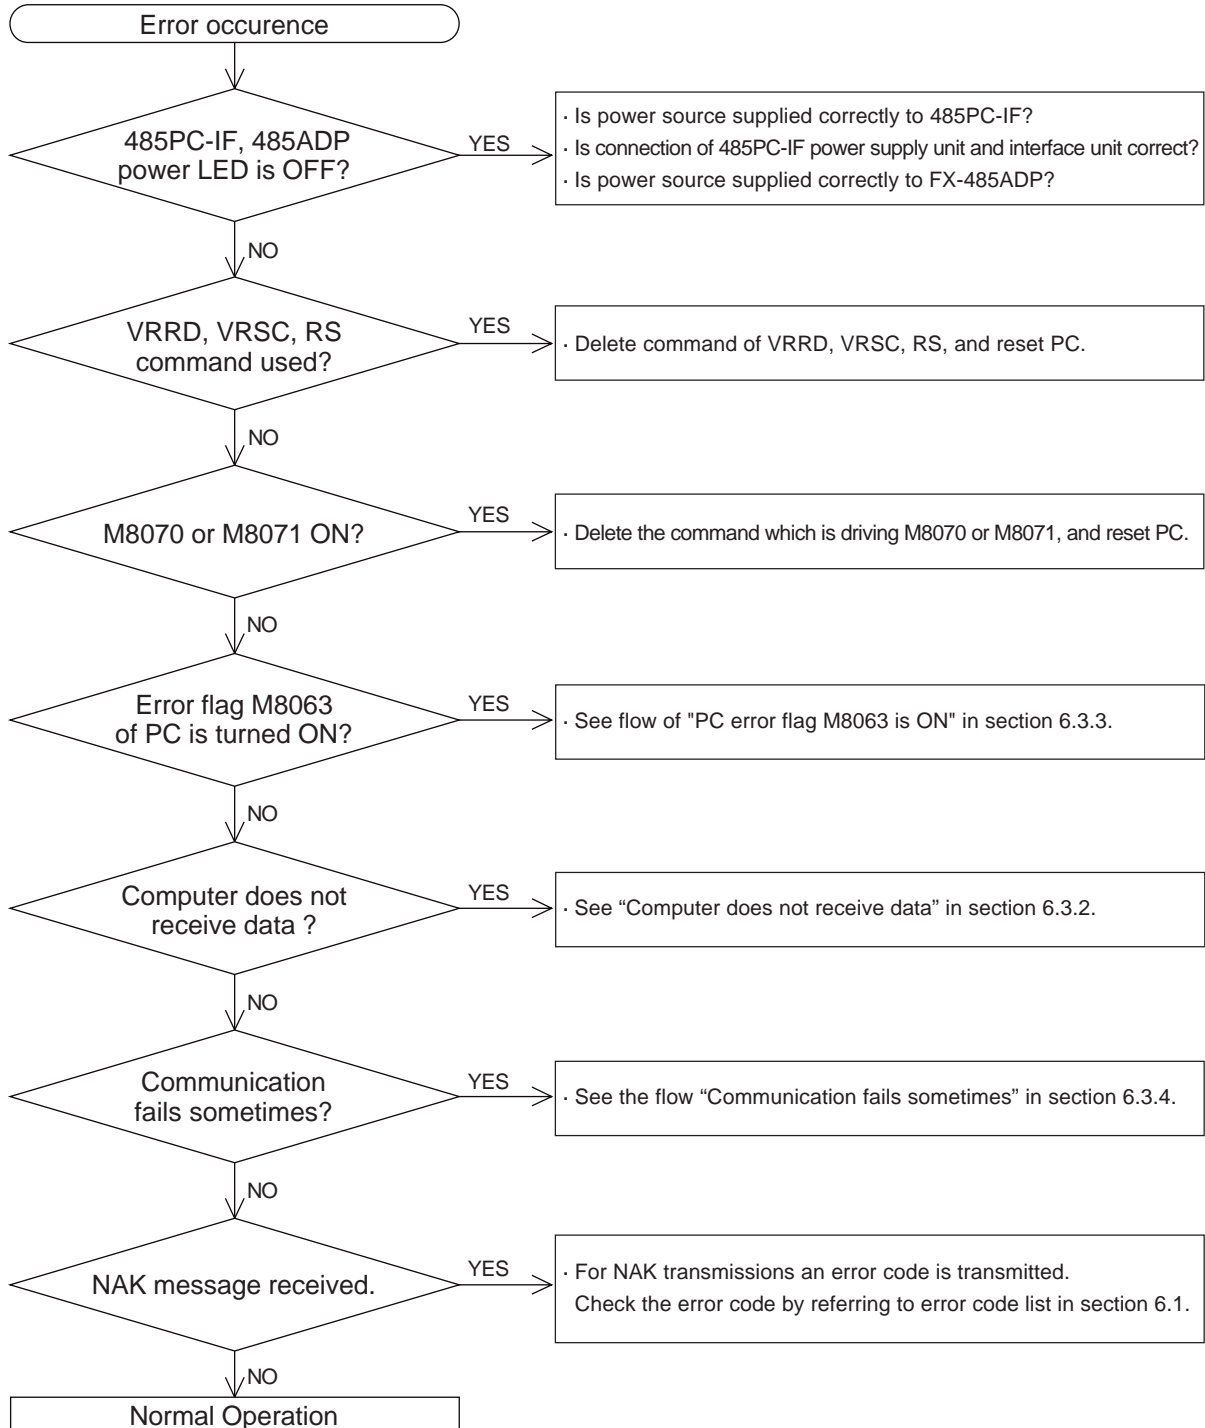 Error occurence
485PC-IF, 485ADP
power LED is OFF?
YES
· Is power source supplied correctly to 485PC-IF?
· Is connection of 485PC-IF power supply unit and interface unit correct?
· Is power source supplied correctly to FX-485ADP?
NO
VRRD, VRSC, RS
command used?
YES
· Delete command of VRRD, VRSC, RS, and reset PC.
NO
M8070 or M8071 ON?
YES
· Delete the command which is driving M8070 or M8071, and reset PC.
NO
Error flag M8063
of PC is turned ON?
YES
· See flow of "PC error flag M8063 is ON" in section 6.3.3.
NO
Computer does not
receive data ?
YES
· See “Computer does not receive data” in section 6.3.2.
NO
Communication
fails sometimes?
YES
· See the flow “Communication fails sometimes” in section 6.3.4.
NO
NAK message received.
YES
· For NAK transmissions an error code is transmitted.
Check the error code by referring to error code list in section 6.1.
NO
Normal Operation